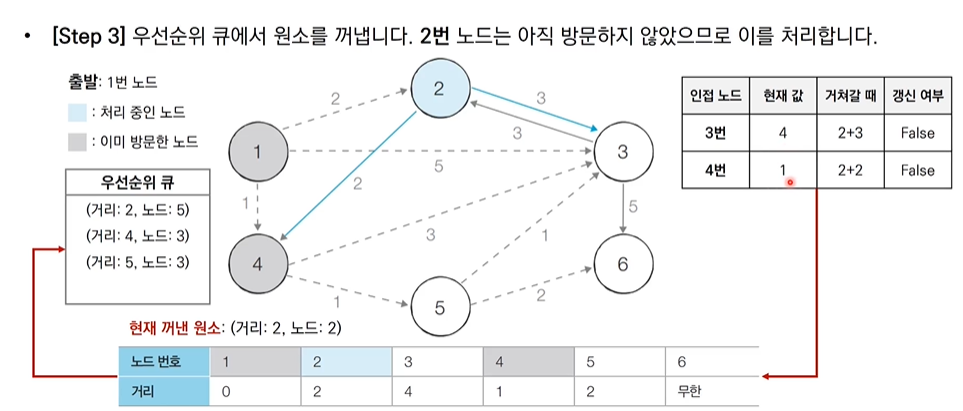 • [Step 3] 우선순위 큐에서 원소를 꺼냅니다. 2번 노드는 아직 방문하지 않았으므로 이를 처리합니다.
출발: 1번 노드
: 처리 중인 노드
: 이미 방문한 노드
우선순위 큐
(거리: 2, 노드: 5)
(거리: 4, 노드: 3)
(거리: 5, 노드: 3)
2
2
3
3
1
5
3
2
1
3
5
4
1
6
1
5
2
인접 노드 현재 값 거쳐갈 때 갱신 여부
3번 4 2+3 False
4번 1 2+2 False
현재 꺼낸 원소: (거리: 2, 노드: 2)
노드 번호 1 2 3 4 5 6
거리 0 2 4 1 2 무한